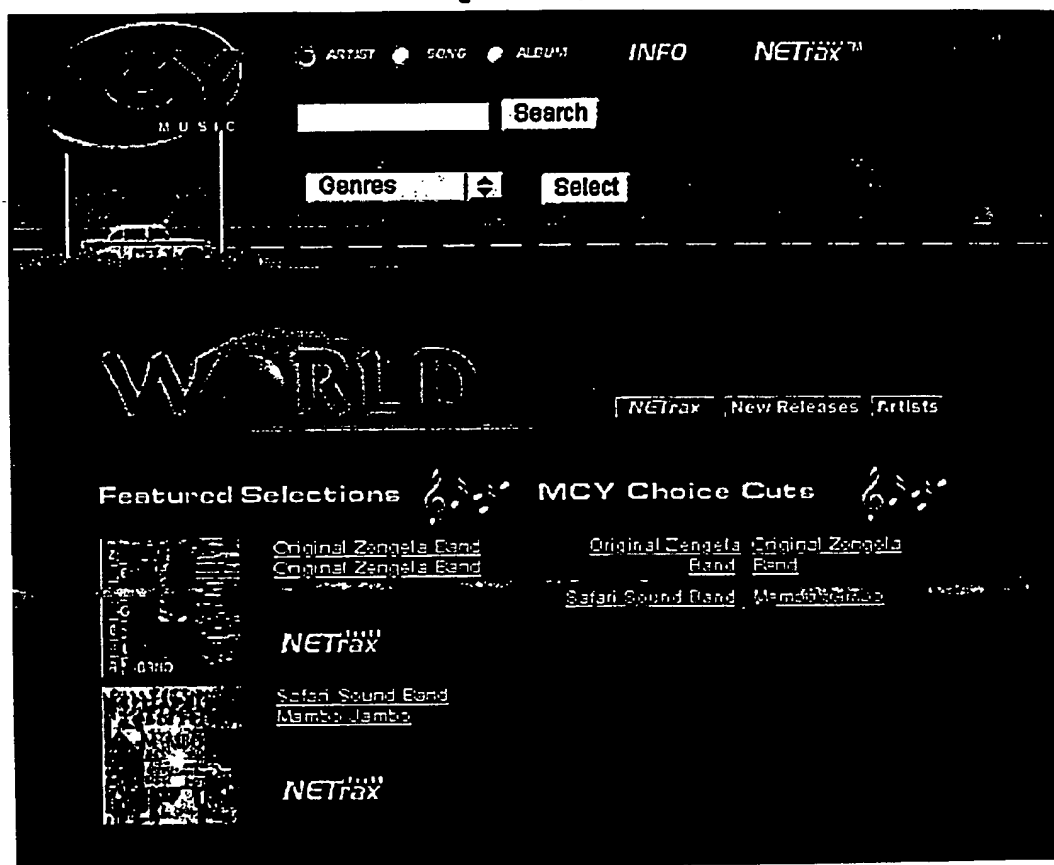 ARTIST SONG ALBUM INFO NETrax™
MUSIC
Search
Genres Select
WORLD
NETrax New Releases Artists
Featured Selections
Original Zengela Band
Original Zengela Band
NETrax
Safari Sound Band
Mambo Jambo
NETrax
MCY Choice Cuts
Original Zengela Band Original Zengela Band
Safari Sound Band Mambo Jambo